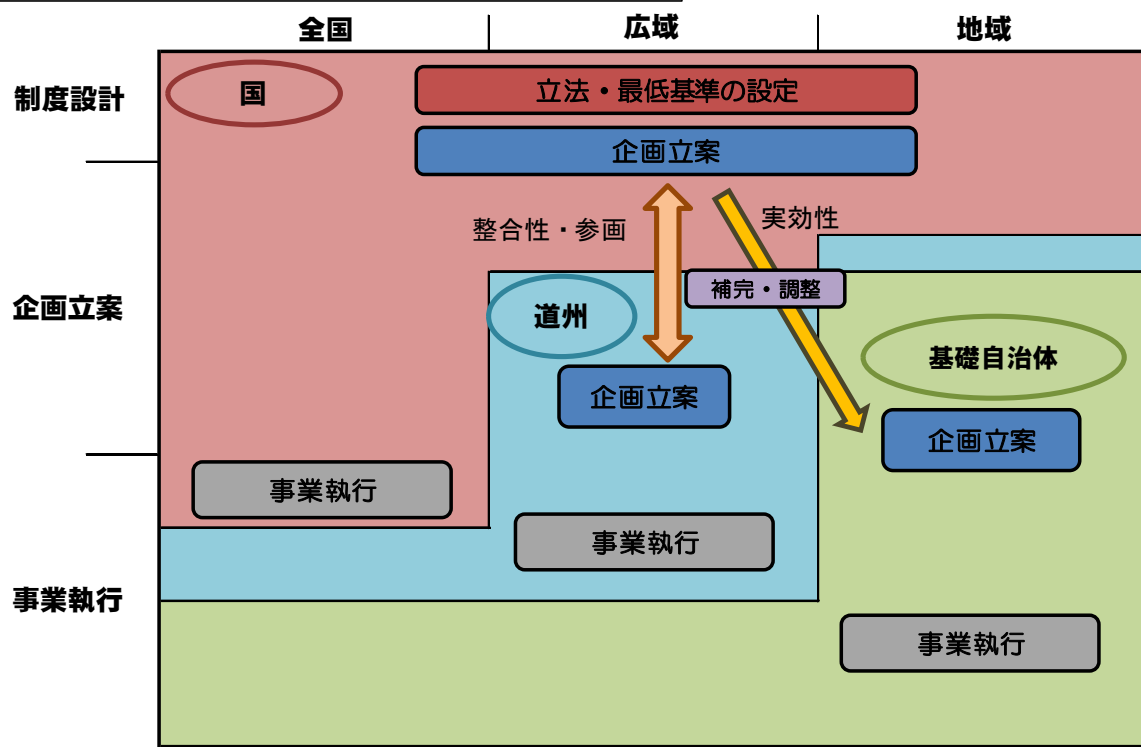 全国
広域
地域
制度設計
国
立法・最低基準の設定
企画立案
整合性・参画
実効性
補完・調整
企画立案
道州
基礎自治体
企画立案
企画立案
事業執行
事業執行
事業執行
事業執行